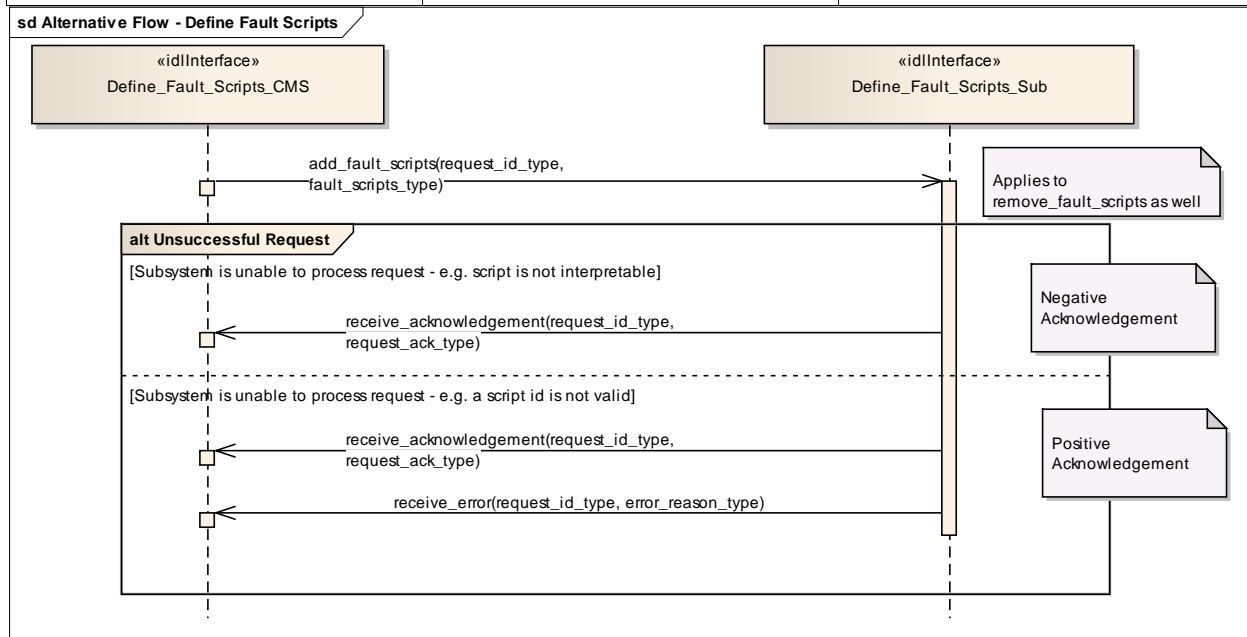 sd Alternative Flow - Define Fault Scripts
«idlInterface»
Define_Fault_Scripts_CMS
«idlInterface»
Define_Fault_Scripts_Sub
add_fault_scripts(request_id_type,
fault_scripts_type)
Applies to
remove_fault_scripts as well
alt Unsuccessful Request
[Subsystem is unable to process request - e.g. script is not interpretable]
Negative
Acknowledgement
receive_acknowledgement(request_id_type,
request_ack_type)
[Subsystem is unable to process request - e.g. a script id is not valid]
receive_acknowledgement(request_id_type,
request_ack_type)
Positive
Acknowledgement
receive_error(request_id_type, error_reason_type)